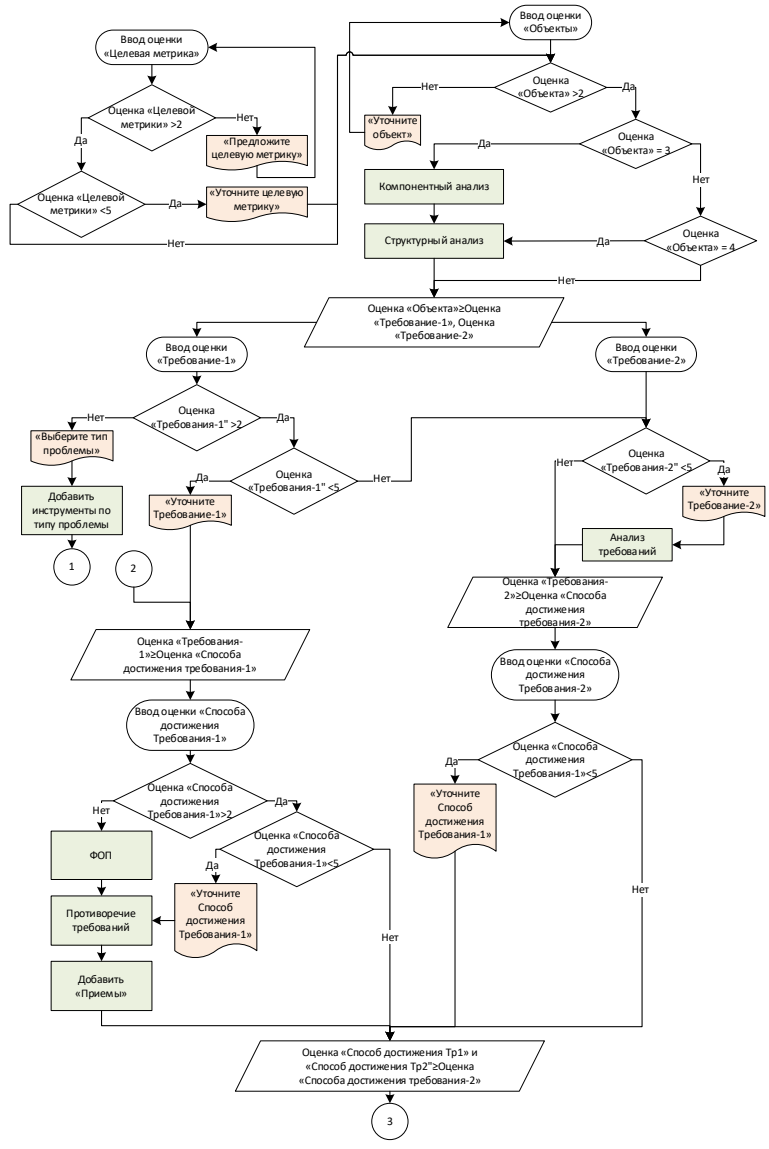 Ввод оценки
«Целевая метрика»
Оценка «Целевой
метрики» >2
Нет
Да
«Предложите
целевую метрику»
Оценка «Целевой
метрики» <5
Да
«Уточните целевую
метрику»
Нет
Ввод оценки
«Объекты»
Оценка
«Объекта» >2
Нет
Да
«Уточните
объект»
Оценка
«Объекта» = 3
Да
Нет
Компонентный анализ
Структурный анализ
Оценка
«Объекта» = 4
Да
Нет
Оценка «Объекта»≥Оценка
«Требование-1», Оценка
«Требование-2»
Ввод оценки
«Требование-1»
Оценка
«Требования-1" >2
Нет
Да
«Выберите тип
проблемы»
Добавить
инструменты по
типу проблемы
1
Оценка
«Требования-1" <5
Да
Нет
«Уточните
Требование-1»
2
Ввод оценки
«Требование-2»
Оценка
«Требования-2" <5
Нет
Да
«Уточните
Требование-2»
Анализ
требований
Оценка «Требования-
2»≥Оценка «Способа
достижения
требования-2»
Ввод оценки «Способа
достижения
Требования-2»
Оценка «Способа
достижения
Требования-1»<5
Да
Нет
«Уточните
Способ
достижения
Требования-1»
Оценка «Требования-
1»≥Оценка «Способа
достижения требования-1»
Ввод оценки «Способа
достижения
Требования-1»
Оценка «Способа
достижения
Требования-1»>2
Нет
Да
ФОП
Противоречие
требований
Добавить
«Приемы»
Оценка «Способа
достижения
Требования-1»<5
Да
Нет
«Уточните
Способ
достижения
Требования-1»
Оценка «Способ достижения Тр1» и
«Способ достижения Тр2"≥Оценка
«Способа достижения требования-2»
3